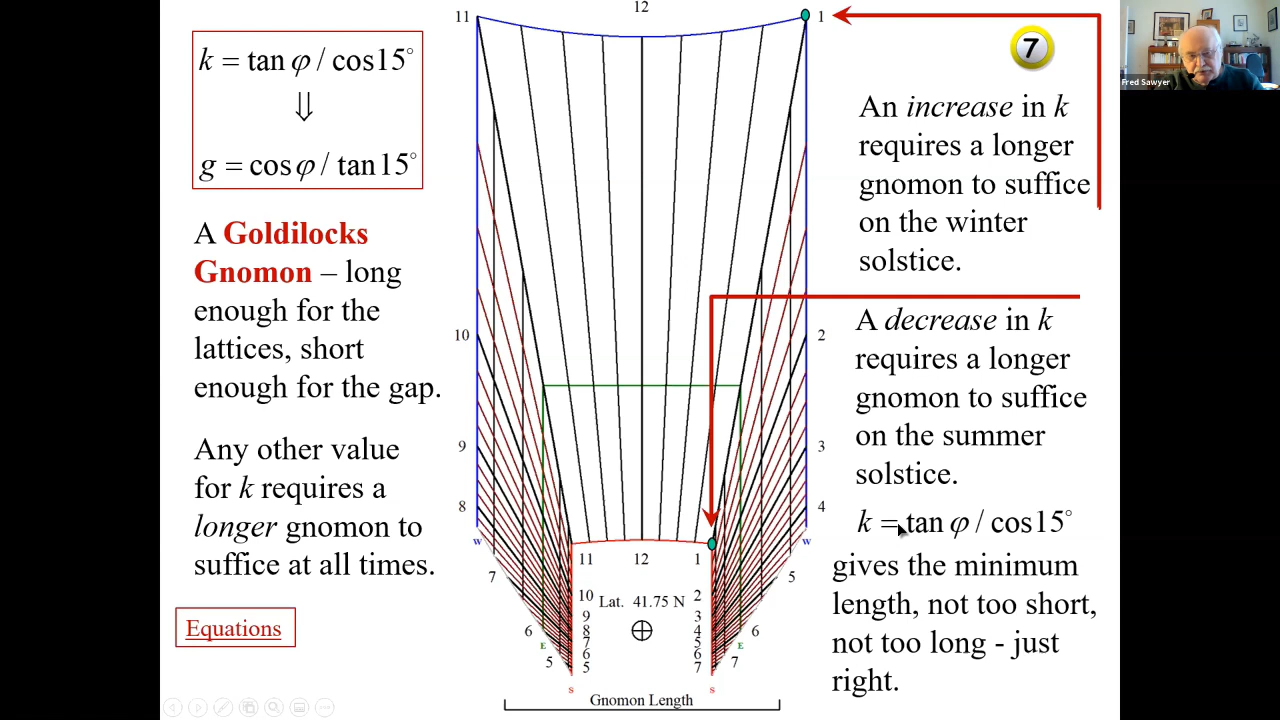 k = tan φ / cos15°
⇓
g = cos φ / tan15°
A Goldilocks
Gnomon – long
enough for the
lattices, short
enough for the gap.
Any other value
for k requires a
longer gnomon to
suffice at all times.
Equations
11
12
1
10
2
9
3
8
4
W
W
7
5
11
12
1
10
Lat. 41.75 N
2
9
3
8
4
7
5
6
6
5
7
6
6
E
E
5
7
S
S
Gnomon Length
7
An increase in k
requires a longer
gnomon to suffice
on the winter
solstice.
A decrease in k
requires a longer
gnomon to suffice
on the summer
solstice.
k = tan φ / cos15°
gives the minimum
length, not too short,
not too long - just
right.
Fred Sawyer